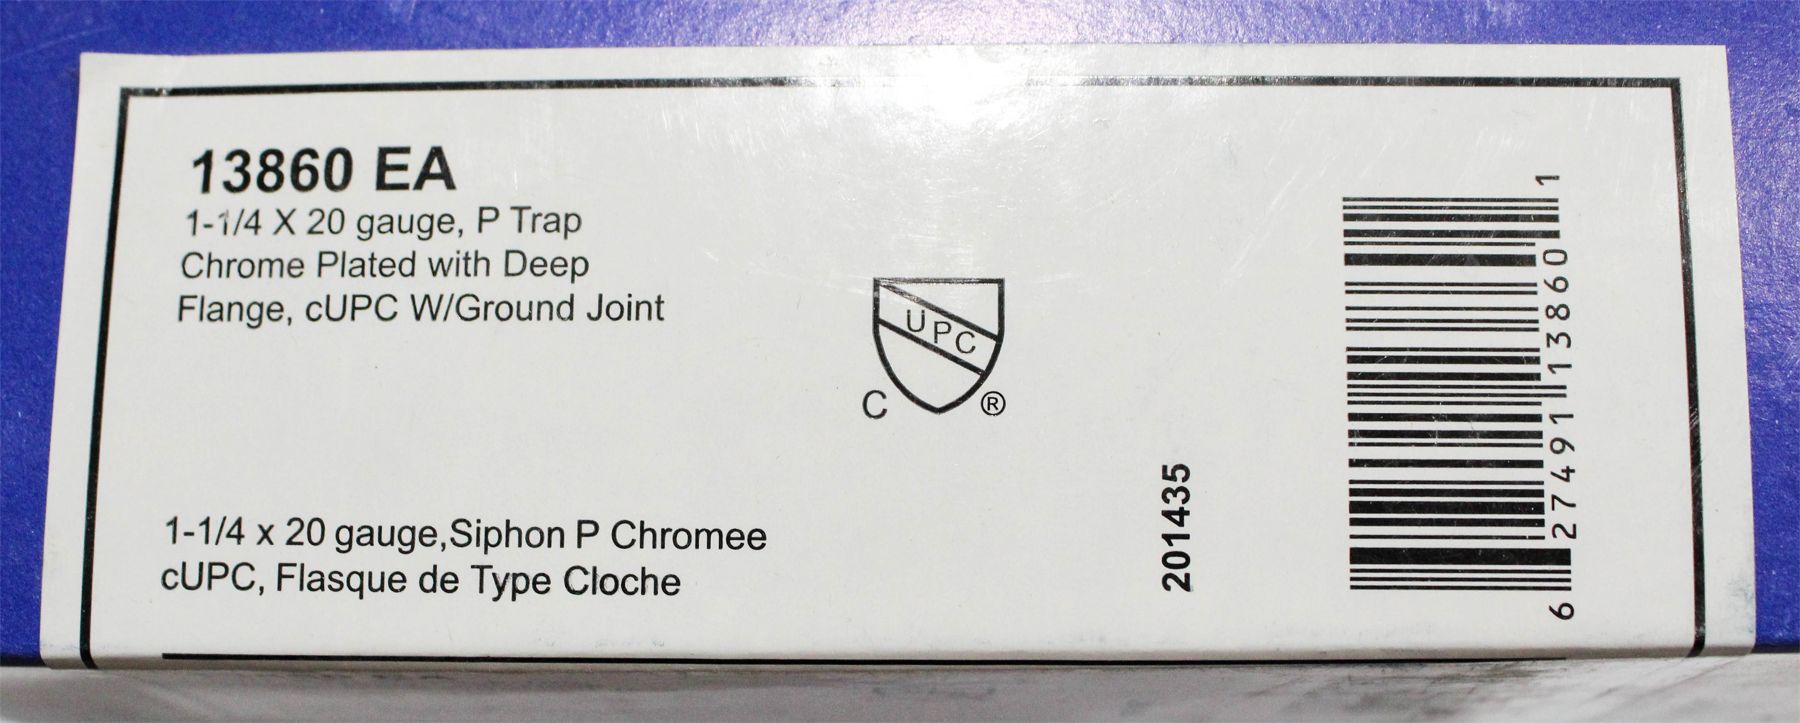 13860 EA
1-1/4 X 20 gauge, P Trap
Chrome Plated with Deep
Flange, cUPC W/Ground Joint
UPC
C ®
1-1/4 x 20 gauge,Siphon P Chromee
cUPC, Flasque de Type Cloche
201435
6 27491 13860 1